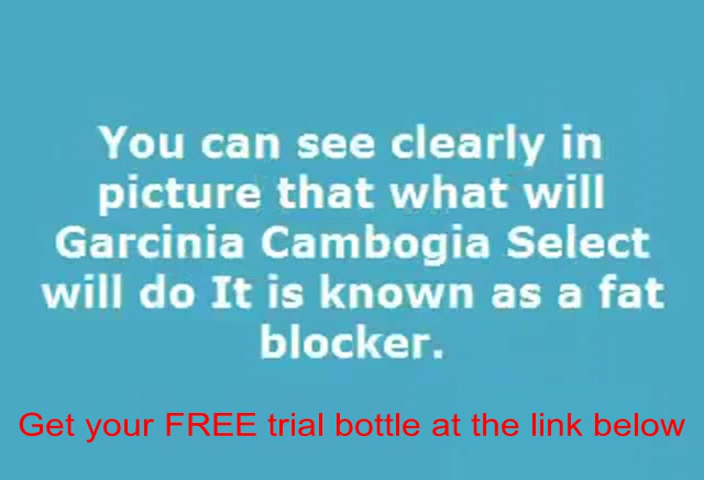 You can see clearly in
picture that what will
Garcinia Cambogia Select
will do It is known as a fat
blocker.
Get your FREE trial bottle at the link below